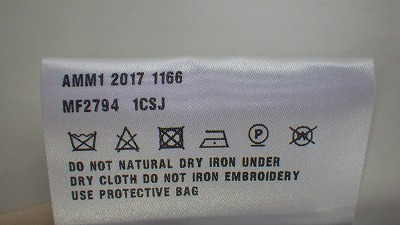 AMM1 2017 1166
MF2794 1CSJ
P W
DO NOT NATURAL DRY IRON UNDER
DRY CLOTH DO NOT IRON EMBROIDERY
USE PROTECTIVE BAG